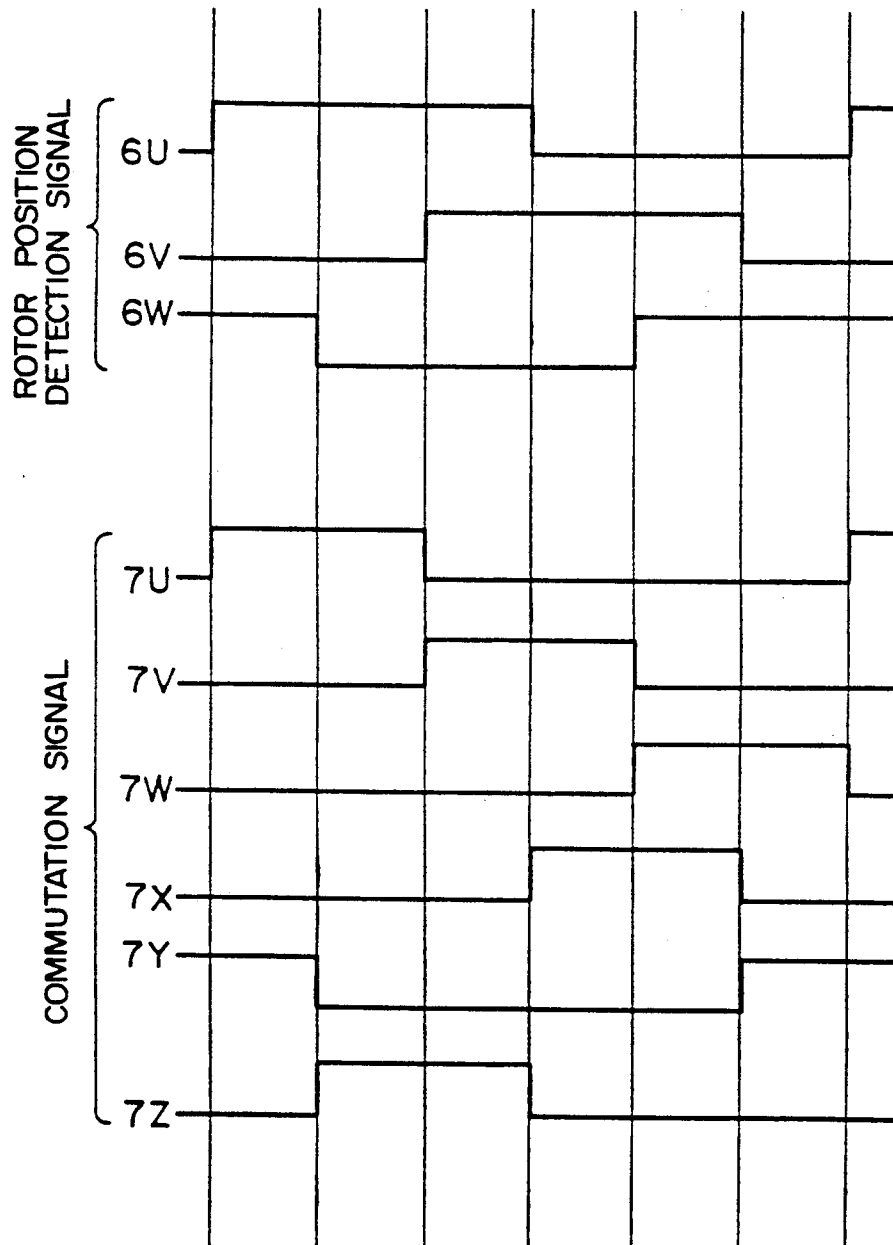 ROTOR POSITION
DETECTION SIGNAL
6U
6V
6W
COMMUTATION SIGNAL
7U
7V
7W
7X
7Y
7Z